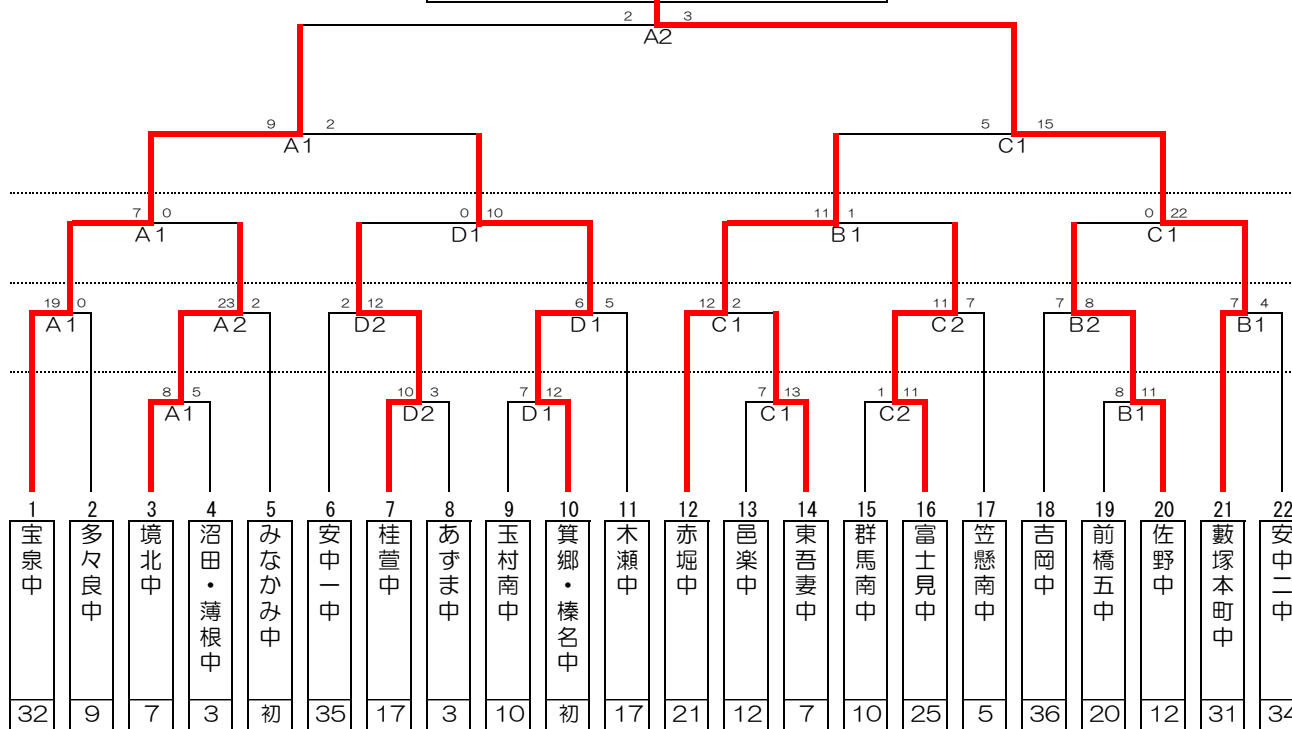 2 3
A2
9 2
A1
5 15
C1
7 0
A1
0 10
D1
11 1
B1
0 22
C1
19 0
A1
23 2
A2
2 12
D2
6 5
D1
12 2
C1
11 7
C2
7 8
B2
7 4
B1
8 5
A1
10 3
D2
7 12
D1
7 13
C1
1 11
C2
8 11
B1
1 2 3 4 5 6 7 8 9 10 11 12 13 14 15 16 17 18 19 20 21 22
宝泉中
多々良中
境北中
沼田・薄根中
みなかみ中
安中一中
桂萱中
あずま中
玉村南中
箕郷・榛名中
木瀬中
赤堀中
邑楽中
東吾妻中
群馬南中
富士見中
笠懸南中
吉岡中
前橋五中
佐野中
藪塚本町中
安中二中
32 9 7 3 初 35 17 3 10 初 17 21 12 7 10 25 5 36 20 12 31 34